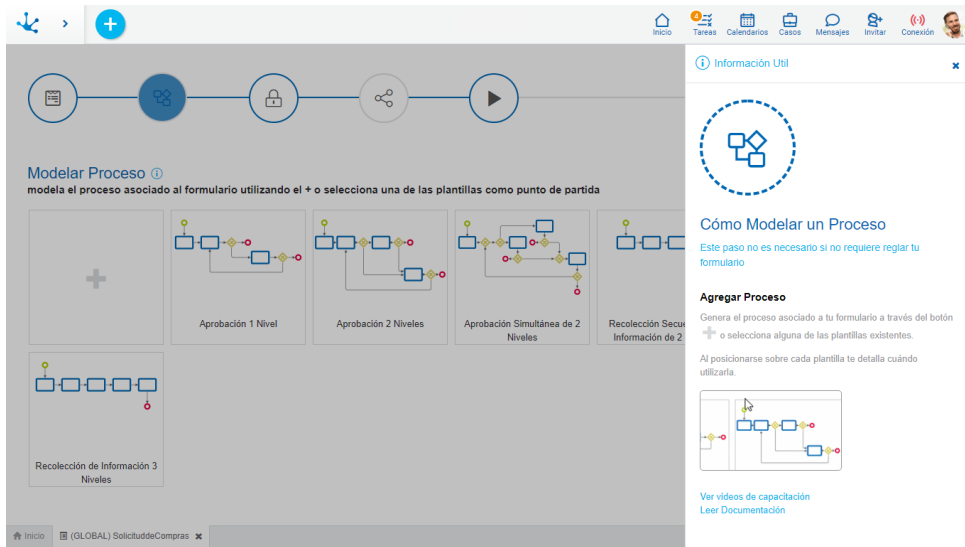 Inicio
4
Tareas
Calendarios
Casos
Mensajes
Invitar
Conexión
Información Util
Modelar Proceso
modela el proceso asociado al formulario utilizando el + o selecciona una de las plantillas como punto de partida
Aprobación 1 Nivel
Aprobación 2 Niveles
Aprobación Simultánea de 2
Niveles
Recolección
Información de 2
Recolección de Información 3
Niveles
Cómo Modelar un Proceso
Este paso no es necesario si no requiere reglar tu
formulario
Agregar Proceso
Genera el proceso asociado a tu formulario a través del botón
o selecciona alguna de las plantillas existentes.
Al posicionarse sobre cada plantilla te detalla cuándo
utilizarla.
Ver videos de capacitación
Leer Documentación
Inicio
(GLOBAL) SolicituddeCompras